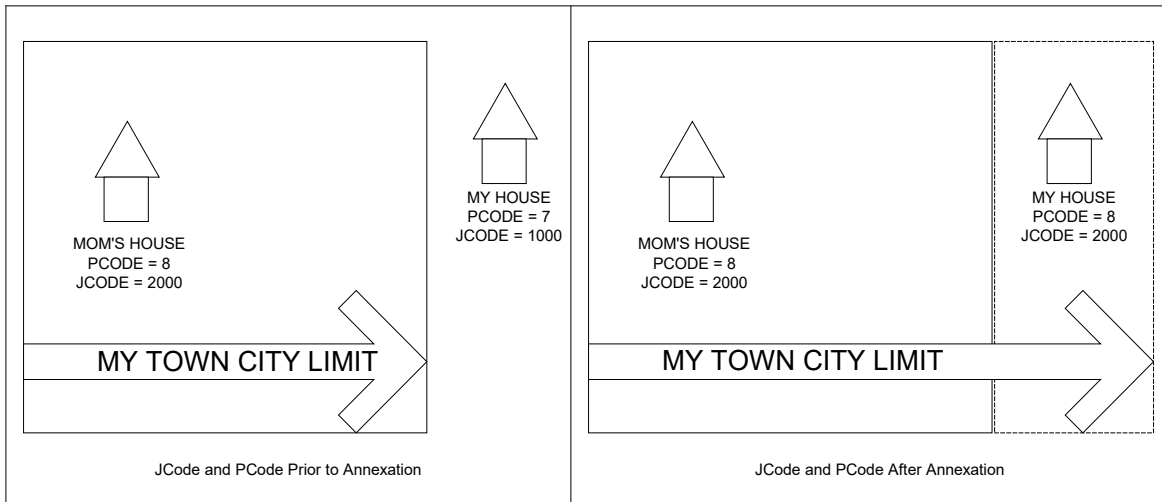 MOM'S HOUSE
PCODE = 8
JCODE = 2000
MY HOUSE
PCODE = 7
JCODE = 1000
MY TOWN CITY LIMIT
JCode and PCode Prior to Annexation
MOM'S HOUSE
PCODE = 8
JCODE = 2000
MY HOUSE
PCODE = 8
JCODE = 2000
MY TOWN CITY LIMIT
JCode and PCode After Annexation